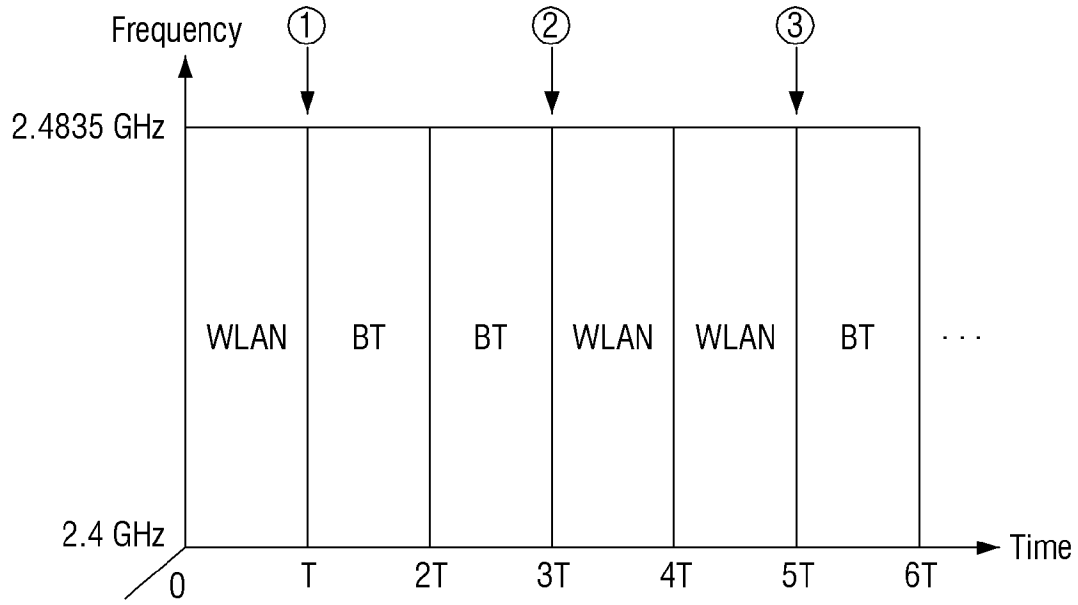 Frequency
① ② ③
2.4835 GHz
WLAN BT BT WLAN WLAN BT ...
2.4 GHz
Time
0 T 2T 3T 4T 5T 6T